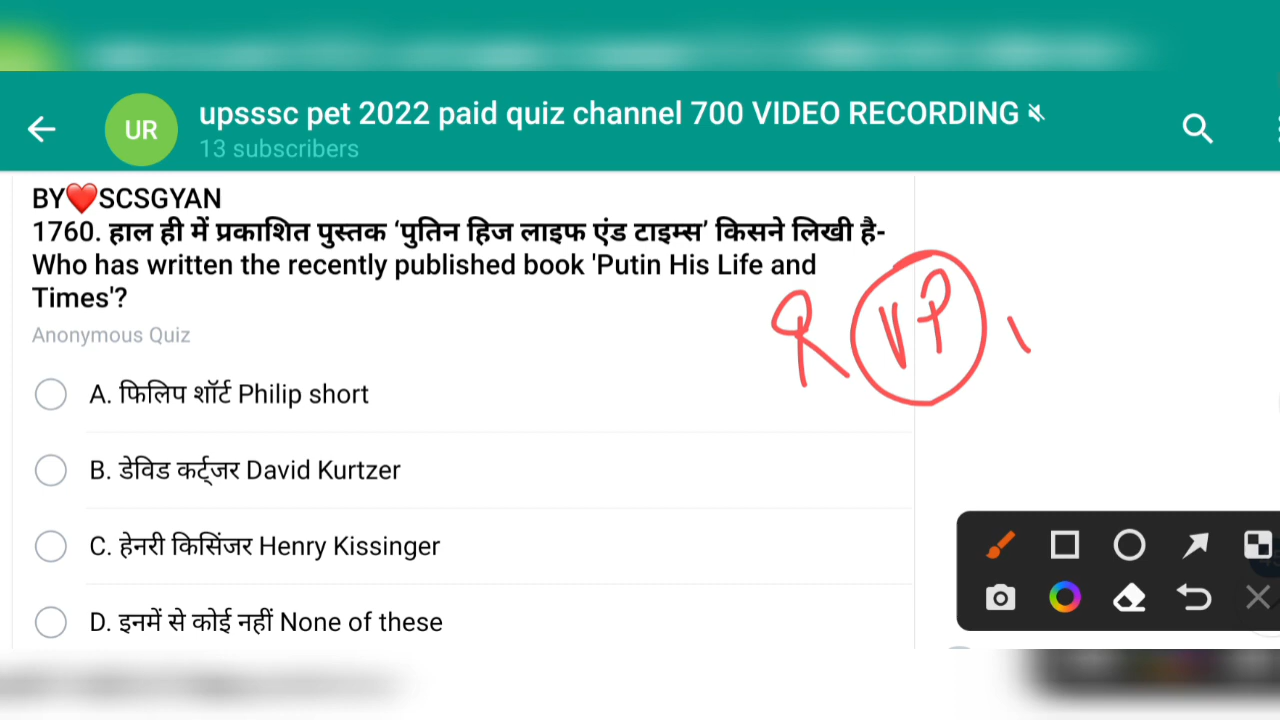 UR
upsssc pet 2022 paid quiz channel 700 VIDEO RECORDING
13 subscribers
BY❤️SCSGYAN
1760. हाल ही में प्रकाशित पुस्तक ‘पुतिन हिज लाइफ एंड टाइम्स’ किसने लिखी है-
Who has written the recently published book 'Putin His Life and
Times'?
Anonymous Quiz
R VP \
A. फिलिप शॉर्ट Philip short
B. डेविड कर्ट्जर David Kurtzer
C. हेनरी किसिंजर Henry Kissinger
D. इनमें से कोई नहीं None of these